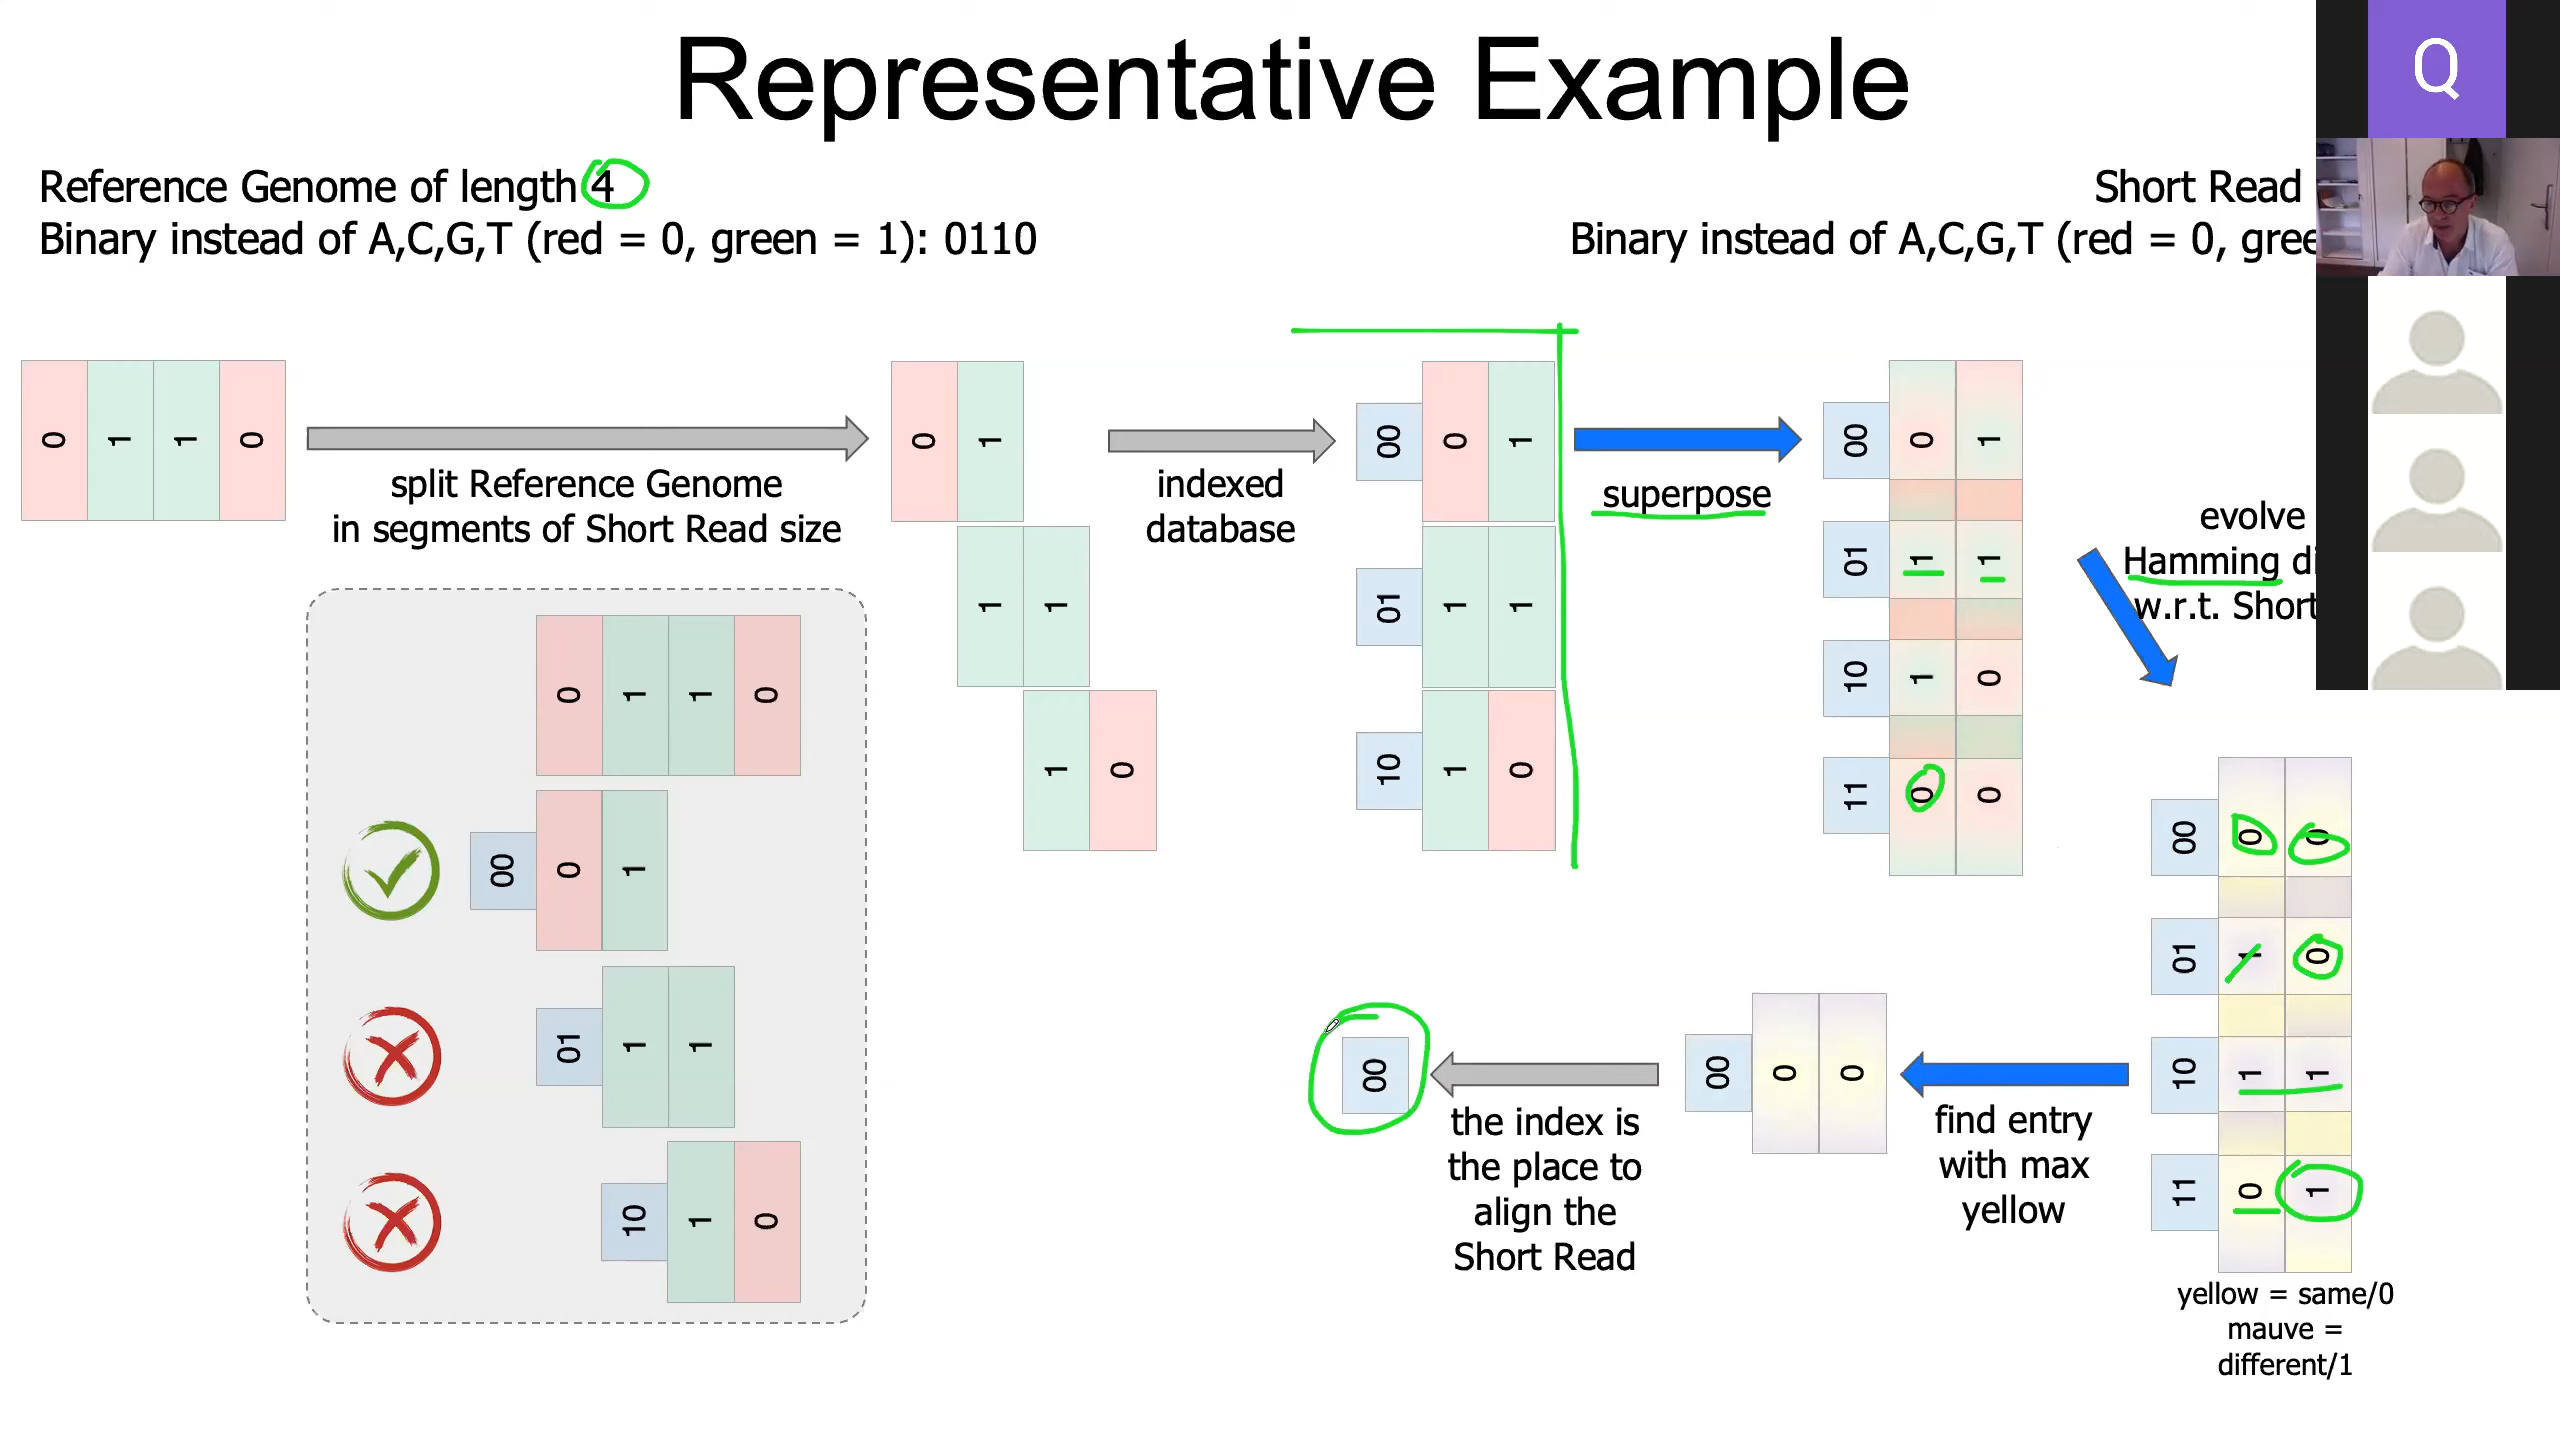 Representative Example
Q
Reference Genome of length 4
Binary instead of A,C,G,T (red = 0, green = 1): 0110
Short Read
Binary instead of A,C,G,T (red = 0, gree
0 1 1 0
split Reference Genome
in segments of Short Read size
0 1
1 1
1 0
indexed
database
00 0 1
01 1 1
10 1 0
superpose
00 0 1
01 1 1
10 1 0
11 0 0
evolve
Hamming di
w.r.t. Short
0 1 1 0
00 0 1
01 1 1
10 1 0
00 0 0
01 1 0
10 1 1
11 0 1
yellow = same/0
mauve =
different/1
find entry
with max
yellow
00 0 0
the index is
the place to
align the
Short Read
00